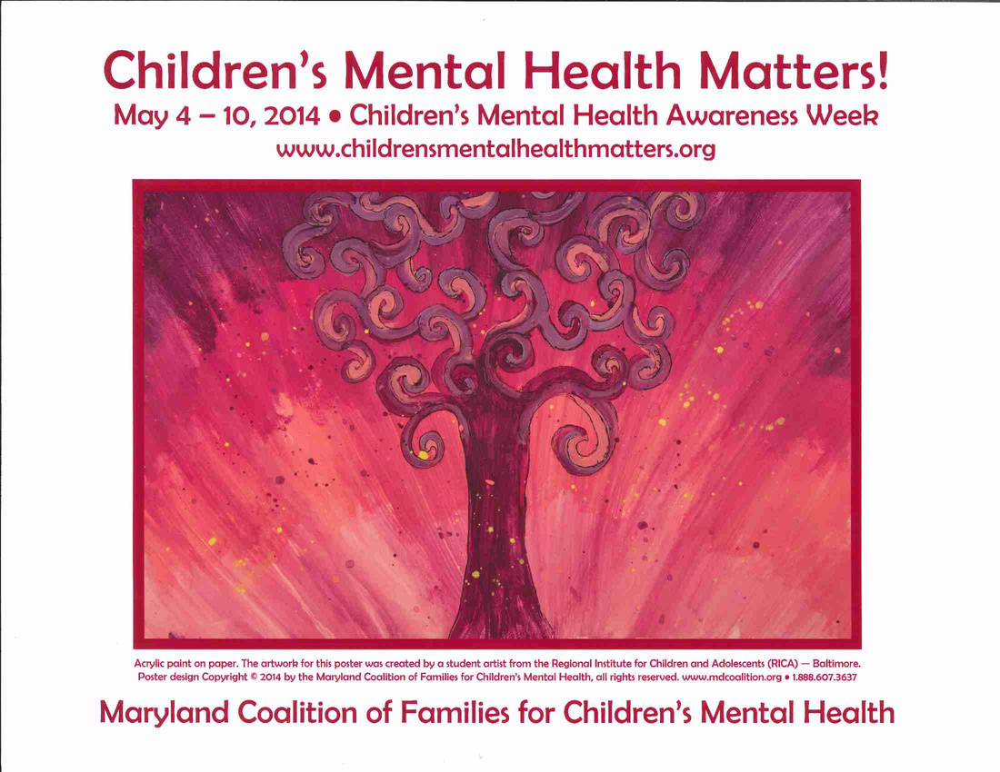 Children's Mental Health Matters!
May 4 – 10, 2014 • Children's Mental Health Awareness Week
www.childrensmentalhealthmatters.org
Acrylic paint on paper. The artwork for this poster was created by a student artist from the Regional Institute for Children and Adolescents (RICA) — Baltimore.
Poster design Copyright © 2014 by the Maryland Coalition of Families for Children's Mental Health, all rights reserved. www.mdcoalition.org • 1.888.607.3637
Maryland Coalition of Families for Children's Mental Health